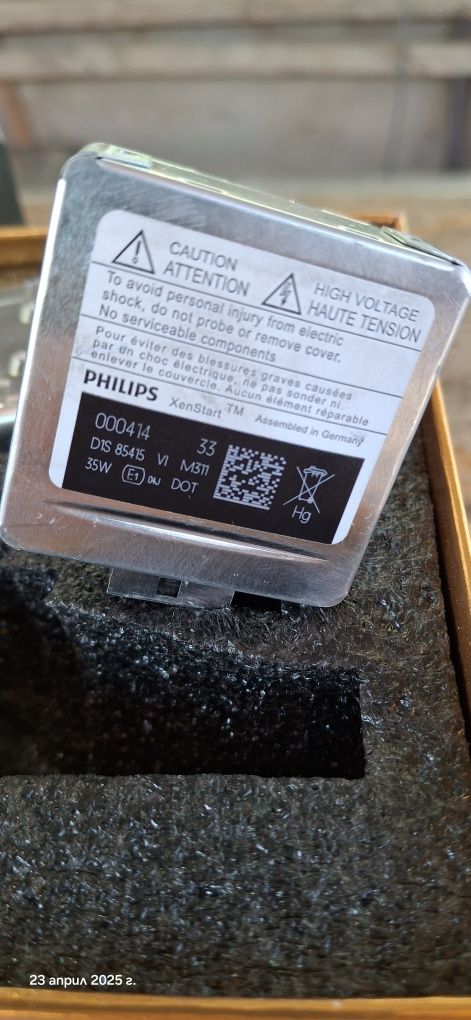 CAUTION
ATTENTION
HIGH VOLTAGE
HAUTE TENSION
To avoid personal injury from electric
shock, do not probe or remove cover.
No serviceable components
Pour éviter des blessures graves causées
par un choc électrique, ne pas sonder ni
enlever le couvercle. Aucun élément réparable
PHILIPS XenStart TM Assembled in Germany
000414 33
D1S 85415 VI M311
35W E1 DOT
Hg
23 април 2025 г.